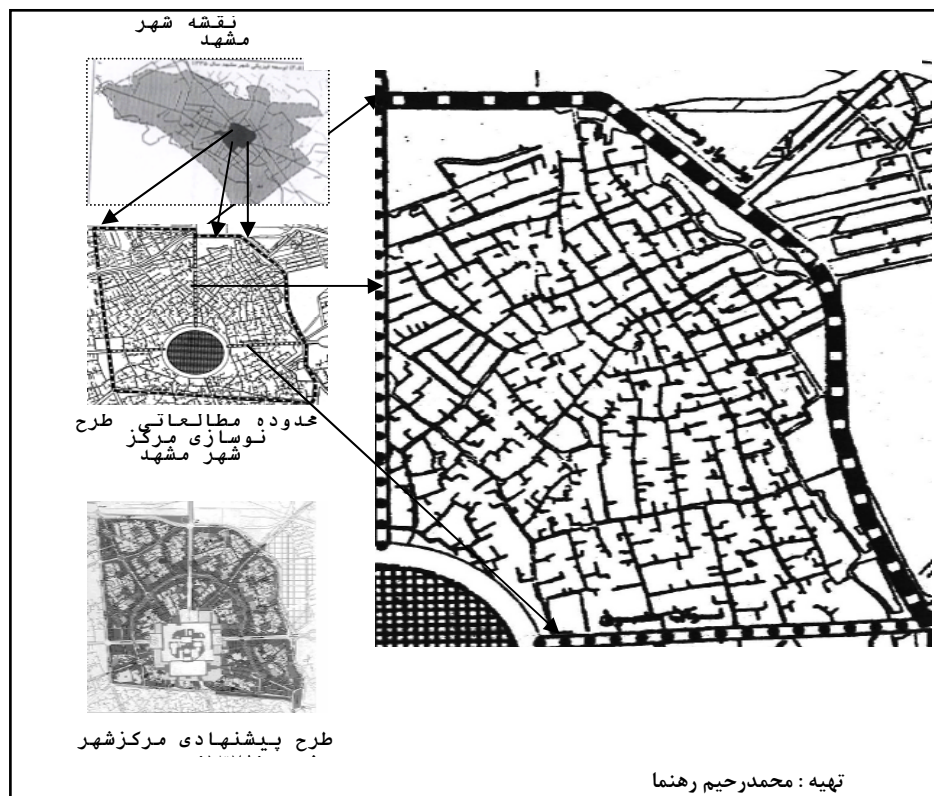 نقشه شهر
مشهد
محدوده مطالعاتی طرح
نوسازی مرکز
شهر مشهد
طرح پیشنهادی مرکزشهر
تهیه : محمدرحیم رهنما